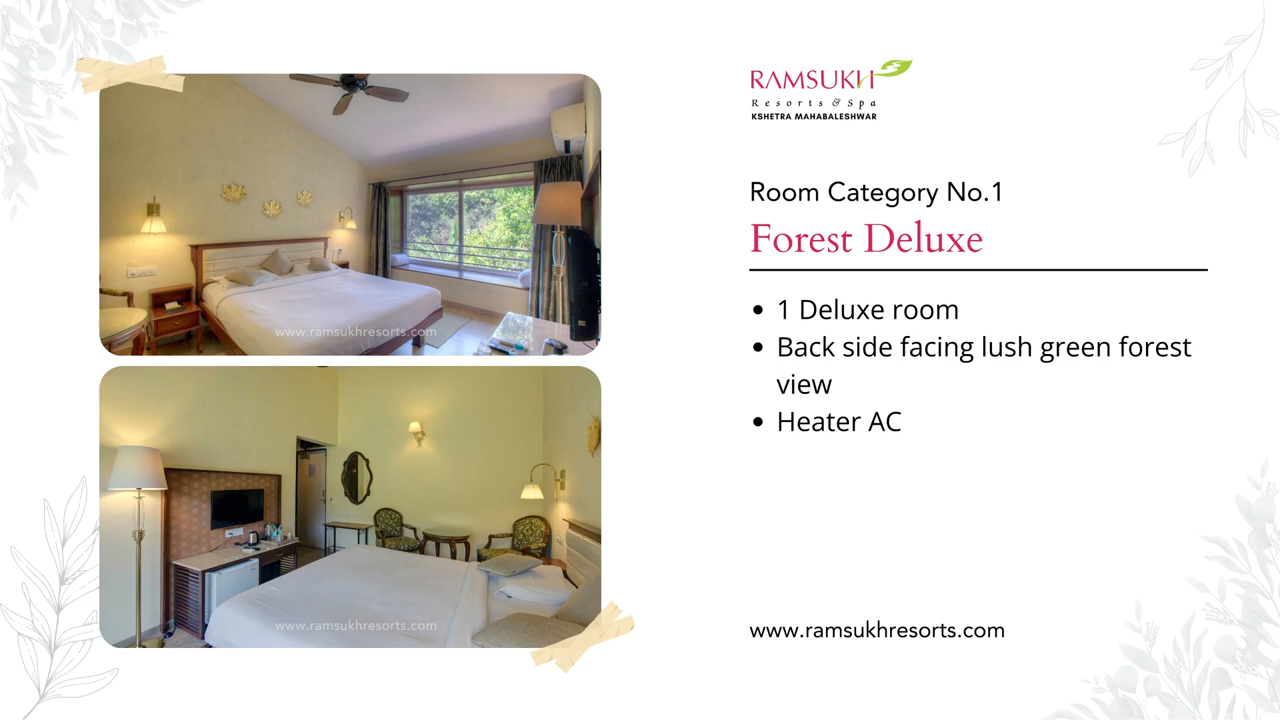 RAMSUKH
Resorts & Spa
KSHETRA MAHABALESHWAR
Room Category No.1
Forest Deluxe
• 1 Deluxe room
• Back side facing lush green forest
view
• Heater AC
www.ramsukhresorts.com
www.ramsukhresorts.com
www.ramsukhresorts.com